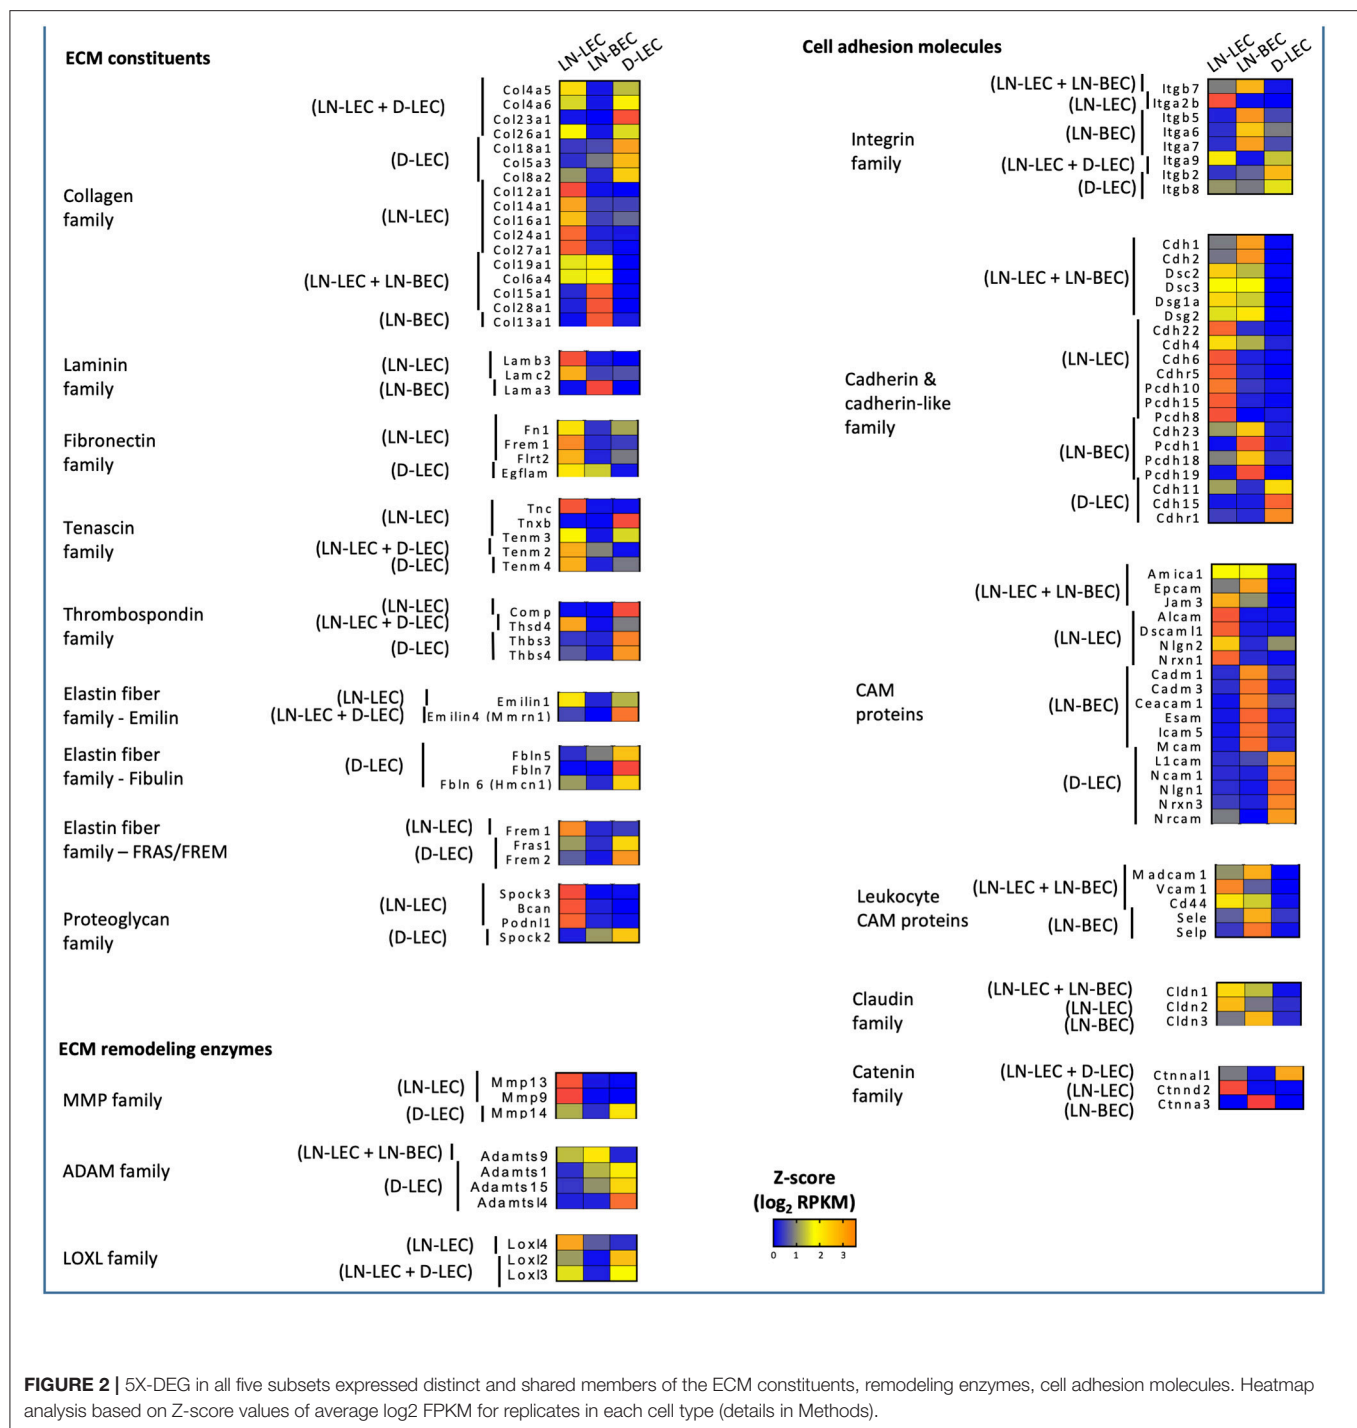 ECM constituents
LN-LEC
LN-BEC
D-LEC
Collagen
family
(LN-LEC + D-LEC)
Col4a5
Col4a6
Col23a1
Col26a1
(D-LEC)
Col18a1
Col5a3
Col8a2
(LN-LEC)
Col12a1
Col14a1
Col16a1
Col24a1
Col27a1
(LN-LEC + LN-BEC)
Col19a1
Col6a4
Col15a1
Col28a1
(LN-BEC)
Col13a1
Laminin
family
(LN-LEC)
Lamb3
Lamc2
(LN-BEC)
Lama3
Fibronectin
family
(LN-LEC)
Fn1
Frem1
Flrt2
(D-LEC)
Egflam
Tenascin
family
(LN-LEC)
Tnc
Tnxb
Tenm3
(LN-LEC + D-LEC)
Tenm2
(D-LEC)
Tenm4
Thrombospondin
family
(LN-LEC)
Comp
(LN-LEC + D-LEC)
Thsd4
(D-LEC)
Thbs3
Thbs4
Elastin fiber
family - Emilin
(LN-LEC)
Emilin1
(LN-LEC + D-LEC)
Emilin4 (Mmrn1)
Elastin fiber
family - Fibulin
(D-LEC)
Fbln5
Fbln7
Fbln 6 (Hmcn1)
Elastin fiber
family – FRAS/FREM
(LN-LEC)
Frem1
(D-LEC)
Fras1
Frem2
Proteoglycan
family
(LN-LEC)
Spock3
Bcan
Podnl1
(D-LEC)
Spock2
ECM remodeling enzymes
MMP family
(LN-LEC)
Mmp13
Mmp9
(D-LEC)
Mmp14
ADAM family
(LN-LEC + LN-BEC)
Adamts9
(D-LEC)
Adamts1
Adamts15
Adamtsl4
LOXL family
(LN-LEC)
Loxl4
(LN-LEC + D-LEC)
Loxl2
Loxl3
Cell adhesion molecules
LN-LEC
LN-BEC
D-LEC
Integrin
family
(LN-LEC + LN-BEC)
Itgb7
(LN-LEC)
Itga2b
(LN-BEC)
Itgb5
Itga6
Itga7
(LN-LEC + D-LEC)
Itga9
Itgb2
(D-LEC)
Itgb8
Cadherin &
cadherin-like
family
(LN-LEC + LN-BEC)
Cdh1
Cdh2
Dsc2
Dsc3
Dsg1a
Dsg2
(LN-LEC)
Cdh22
Cdh4
Cdh6
Cdhr5
Pcdh10
Pcdh15
Pcdh8
(LN-BEC)
Cdh23
Pcdh1
Pcdh18
Pcdh19
(D-LEC)
Cdh11
Cdh15
Cdhr1
CAM
proteins
(LN-LEC + LN-BEC)
Amica1
Epcam
Jam3
(LN-LEC)
Alcam
Dscaml1
Nlgn2
Nrxn1
(LN-BEC)
Cadm1
Cadm3
Ceacam1
Esam
Icam5
Mcam
(D-LEC)
L1cam
Ncam1
Nlgn1
Nrxn3
Nrcam
Leukocyte
CAM proteins
(LN-LEC + LN-BEC)
Madcam1
Vcam1
Cd44
(LN-BEC)
Sele
Selp
Claudin
family
(LN-LEC + LN-BEC)
Cldn1
(LN-LEC)
Cldn2
(LN-BEC)
Cldn3
Catenin
family
(LN-LEC + D-LEC)
Ctnnal1
(LN-LEC)
Ctnnd2
(LN-BEC)
Ctnna3
Z-score
(log2 RPKM)
0 1 2 3
FIGURE 2 | 5X-DEG in all five subsets expressed distinct and shared members of the ECM constituents, remodeling enzymes, cell adhesion molecules. Heatmap
analysis based on Z-score values of average log2 FPKM for replicates in each cell type (details in Methods).